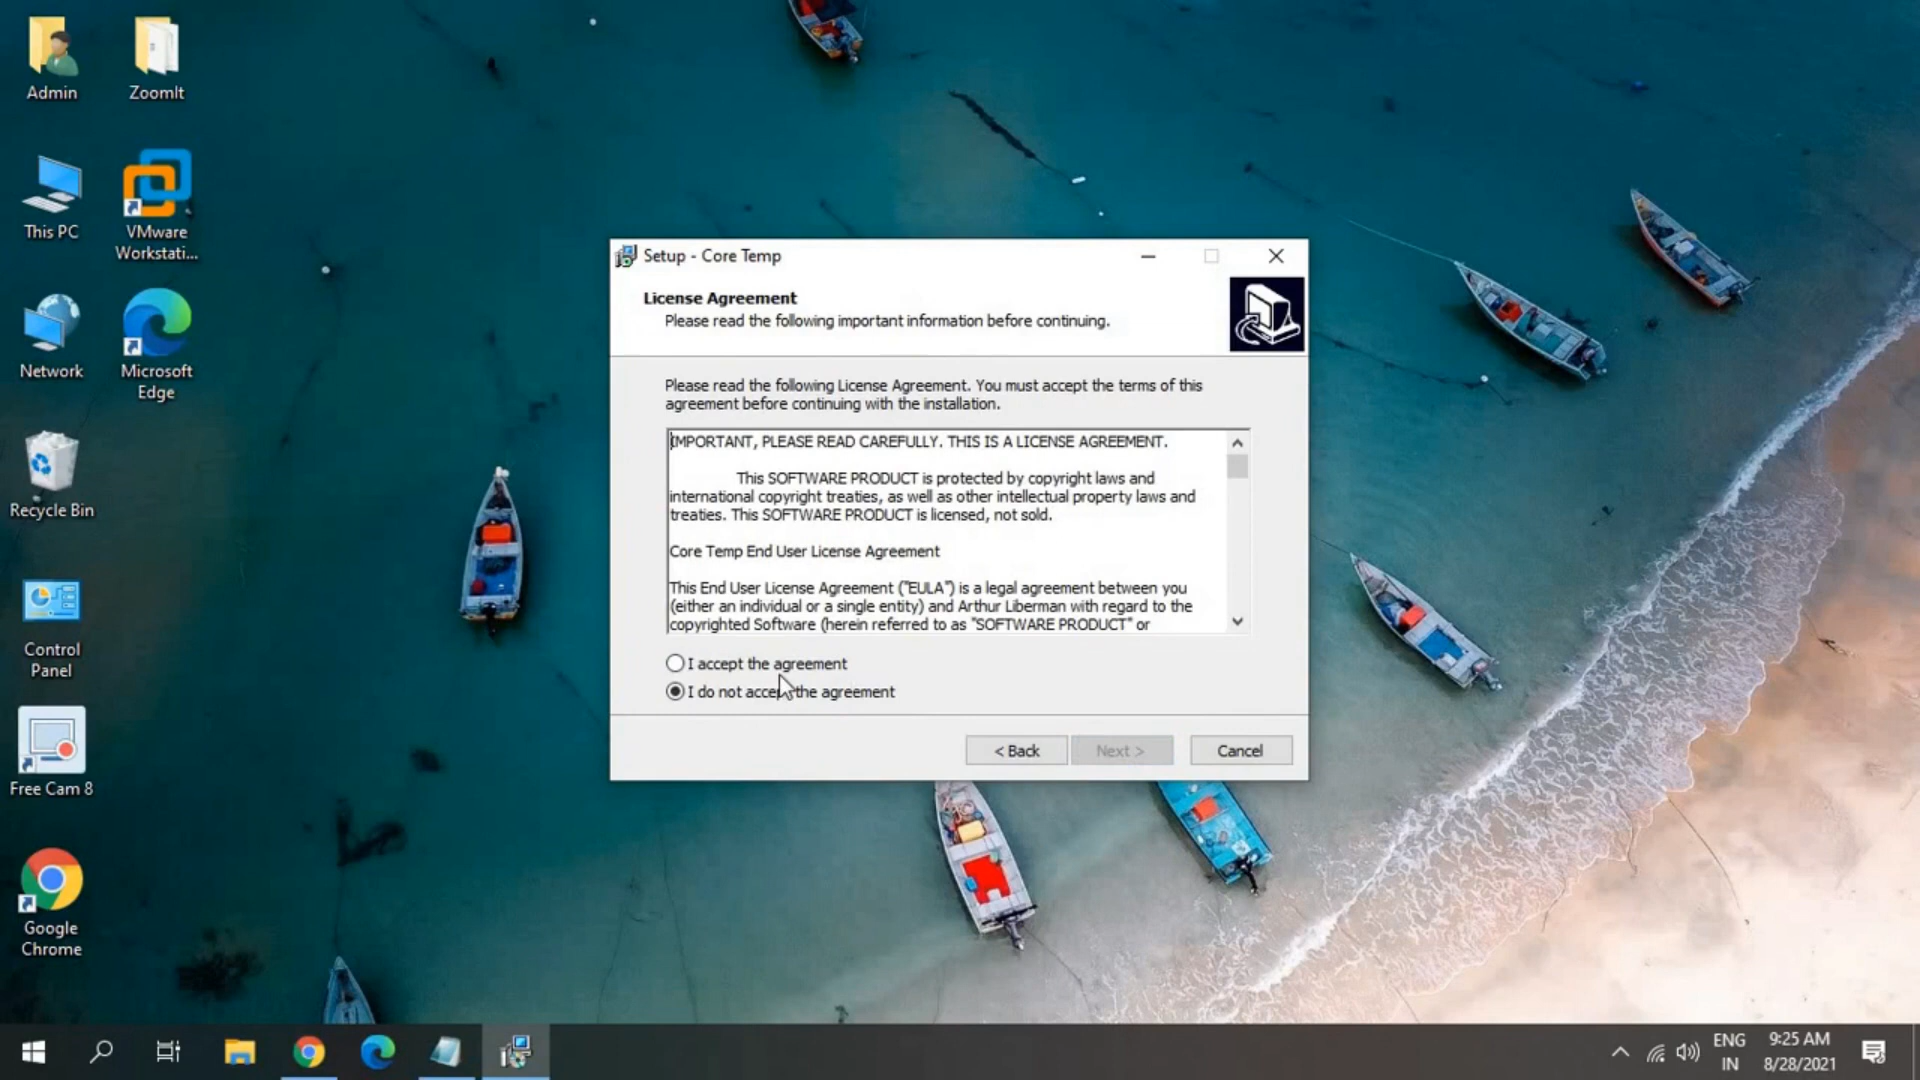 Admin
ZoomIt
This PC
VMware
Workstati...
Network
Microsoft
Edge
Recycle Bin
Control
Panel
Free Cam 8
Google
Chrome
Setup - Core Temp
License Agreement
Please read the following important information before continuing.
Please read the following License Agreement. You must accept the terms of this
agreement before continuing with the installation.
IMPORTANT, PLEASE READ CAREFULLY. THIS IS A LICENSE AGREEMENT.
This SOFTWARE PRODUCT is protected by copyright laws and
international copyright treaties, as well as other intellectual property laws and
treaties. This SOFTWARE PRODUCT is licensed, not sold.
Core Temp End User License Agreement
This End User License Agreement ("EULA") is a legal agreement between you
(either an individual or a single entity) and Arthur Liberman with regard to the
copyrighted Software (herein referred to as "SOFTWARE PRODUCT" or
I accept the agreement
I do not accept the agreement
< Back
Next >
Cancel
ENG
IN
9:25 AM
8/28/2021